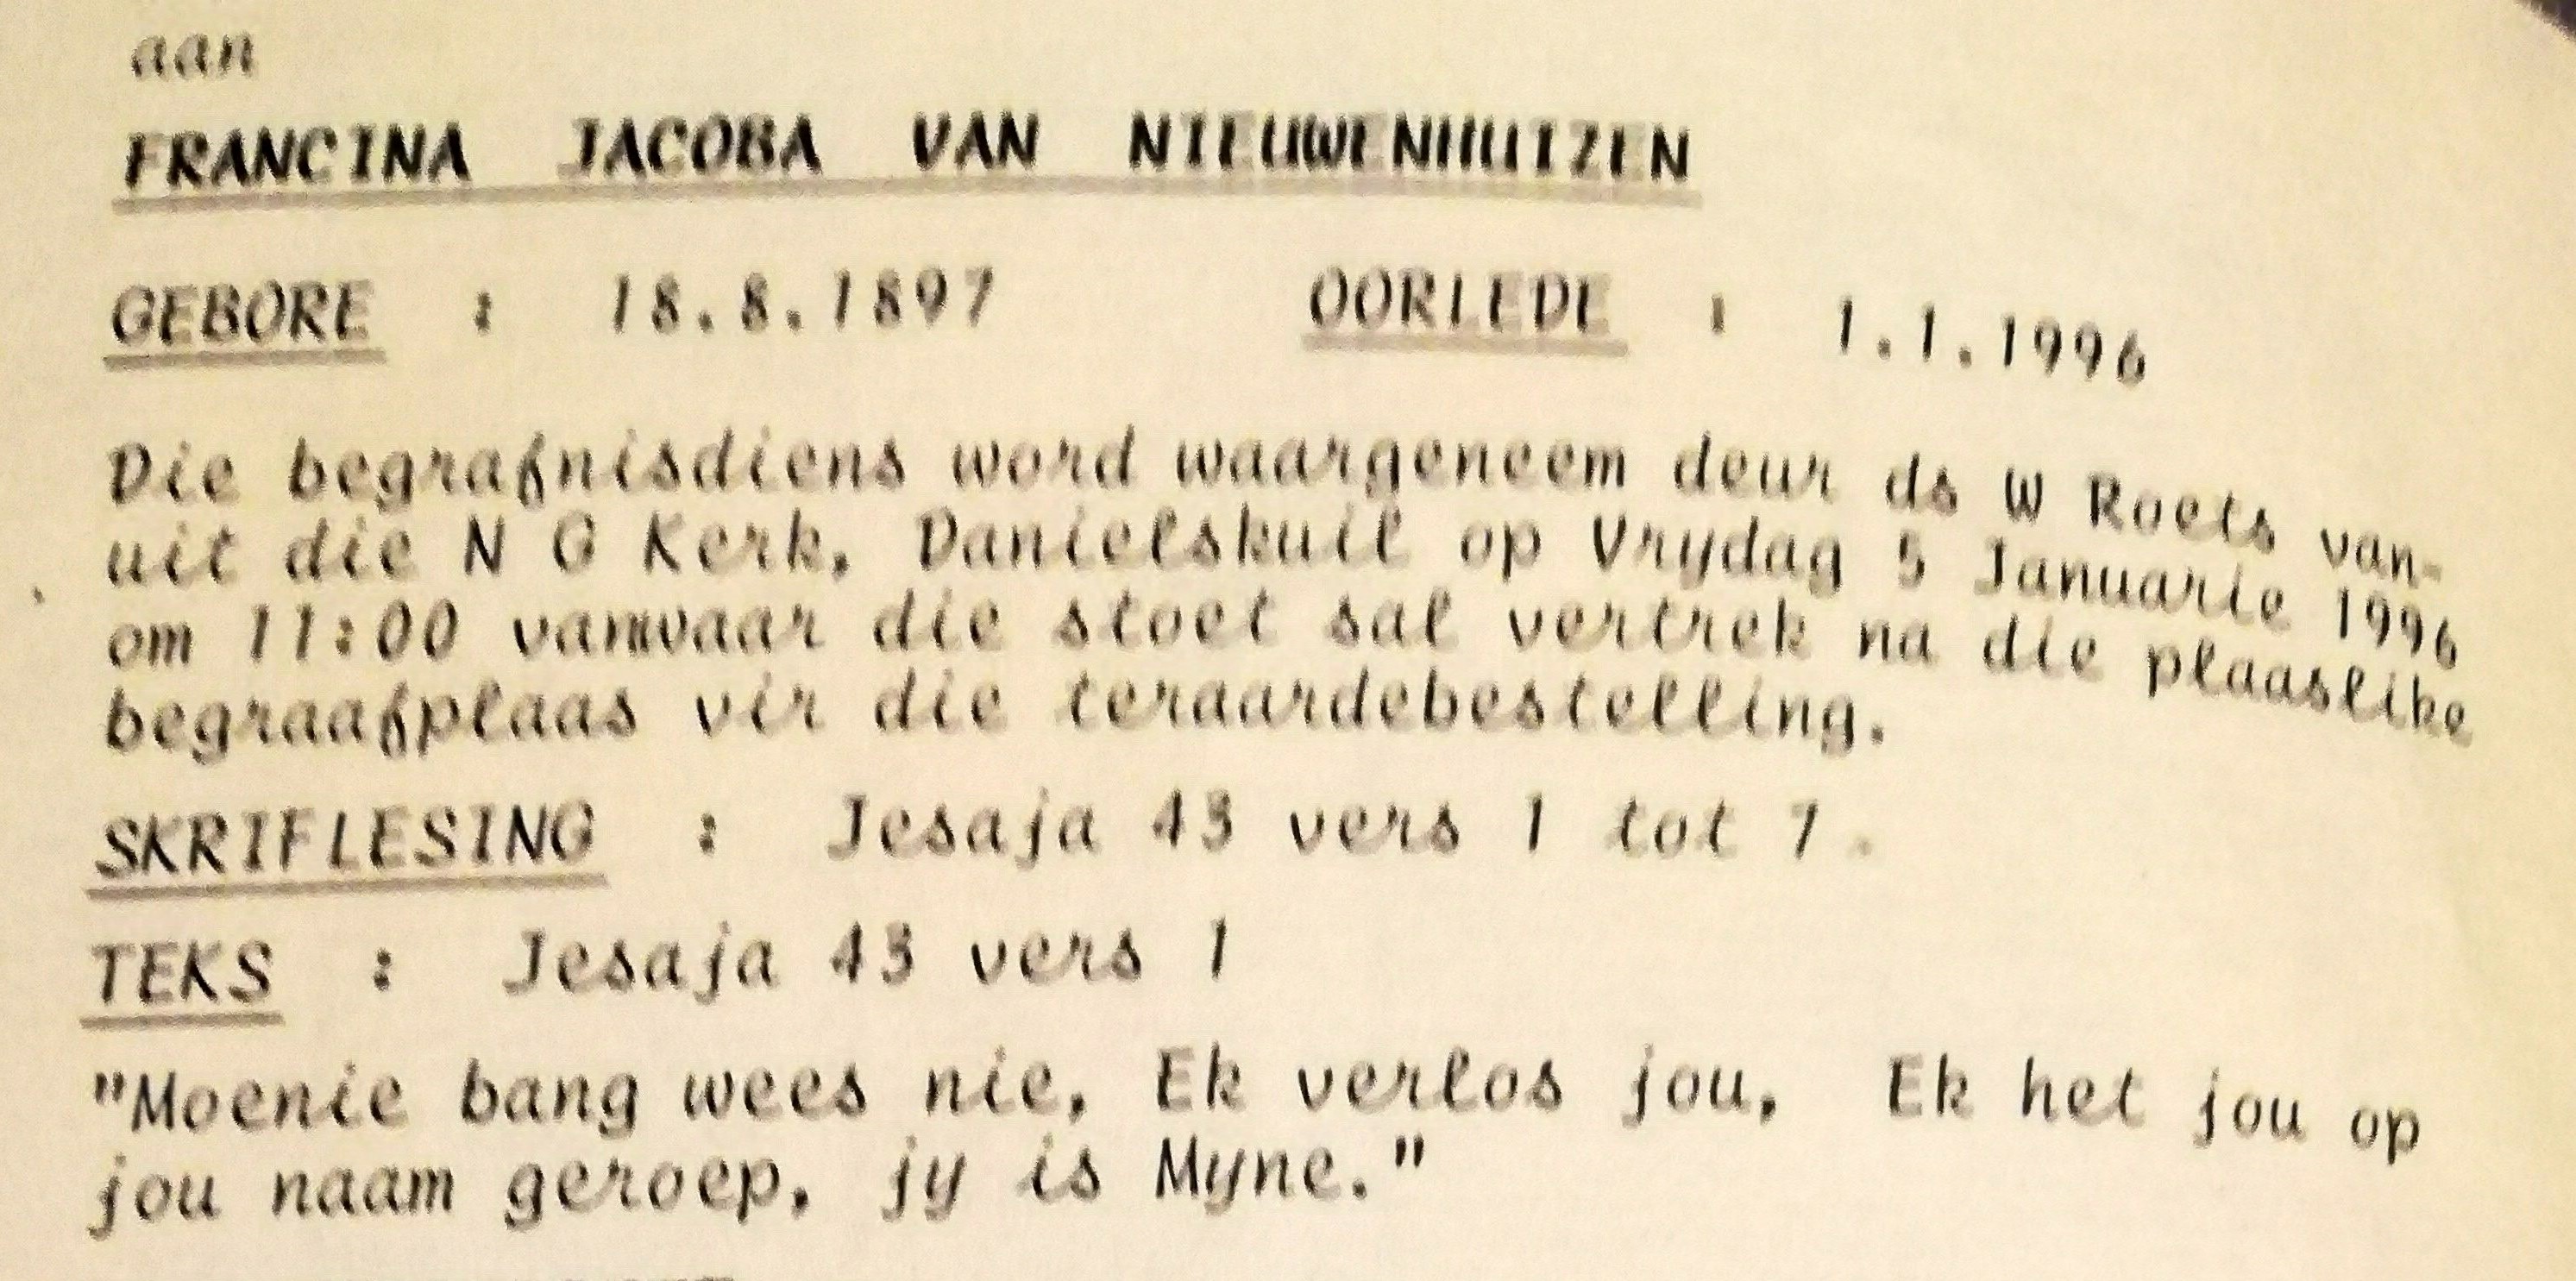 aan
FRANCINA JACOBA VAN NIEUWENHUIZEN
GEBORE : 18.8.1897 OORLEDE : 1.1.1996
Die begrafnisdiens word waargeneem deur ds W Roets van-
uit die N G Kerk, Danielskuil op Vrydag 5 Januarie 1996
om 11:00 vanwaar die stoet sal vertrek na die plaaslike
begraafplaas vir die teraardebestelling.
SKRIFLESING : Jesaja 43 vers 1 tot 7.
TEKS : Jesaja 43 vers 1
"Moenie bang wees nie, Ek verlos jou, Ek het jou op
jou naam geroep, jy is Myne."